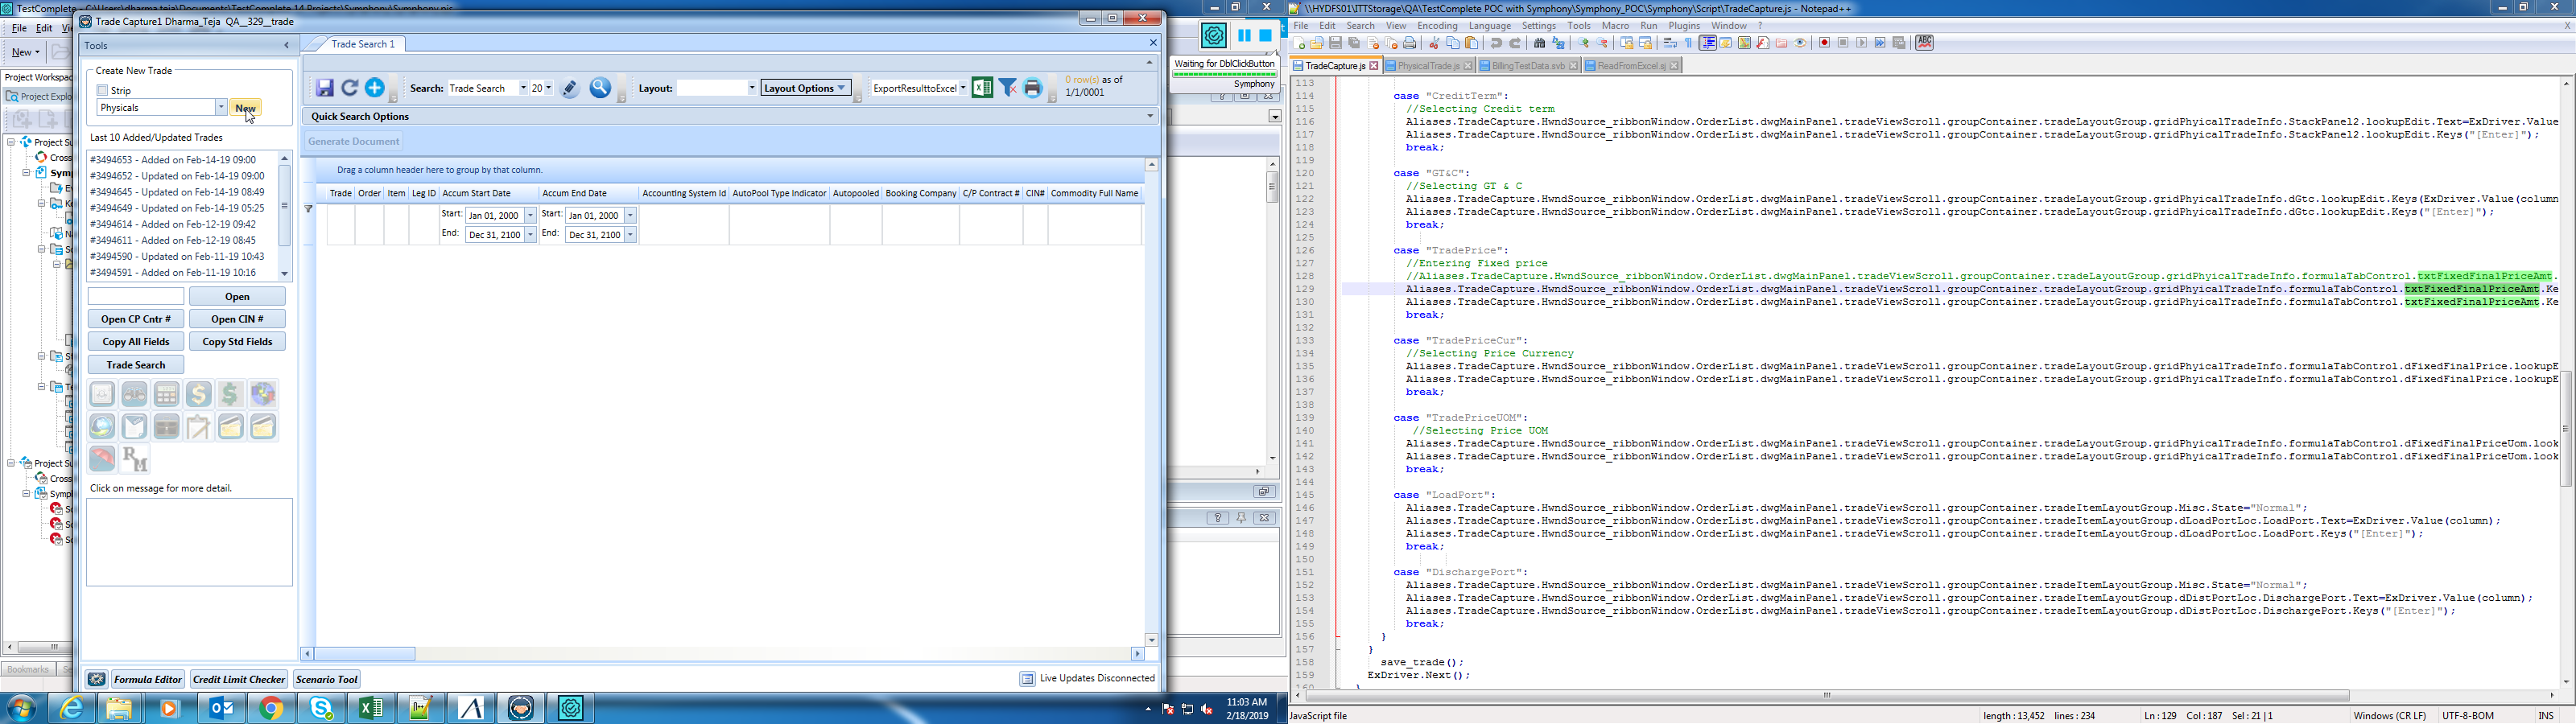 TestComplete - C:\Users\dharma.teja\Documents\TestComplete 14 Projects\Symphony\Symphony.pjs
File Edit
New
Project Workspace
Project Explo
Project Su
Cross
Symp
Project Su
Cross
Symp
Bookmarks
Trade Capture1 Dharma_Teja QA__329__trade
Tools
Create New Trade
Strip
Physicals
New
Last 10 Added/Updated Trades
#3494653 - Added on Feb-14-19 09:00
#3494652 - Updated on Feb-14-19 09:00
#3494645 - Updated on Feb-14-19 08:49
#3494649 - Updated on Feb-14-19 05:25
#3494614 - Updated on Feb-12-19 09:42
#3494611 - Updated on Feb-12-19 08:45
#3494590 - Updated on Feb-11-19 10:43
#3494591 - Added on Feb-11-19 10:16
Open
Open CP Cntr # Open CIN #
Copy All Fields Copy Std Fields
Trade Search
RM
Click on message for more detail.
Trade Search 1
Search: Trade Search 20 Layout: Layout Options ExportResulttoExcel 0 row(s) as of
1/1/0001
Quick Search Options
Generate Document
Drag a column header here to group by that column.
Trade Order Item Leg ID Accum Start Date Accum End Date Accounting System Id AutoPool Type Indicator Autopooled Booking Company C/P Contract # CIN# Commodity Full Name
Start: Jan 01, 2000 Start: Jan 01, 2000
End: Dec 31, 2100 End: Dec 31, 2100
Formula Editor Credit Limit Checker Scenario Tool
Live Updates Disconnected
Waiting for DblClickButton
Symphony
11:03 AM
2/18/2019
\\HYDFS01\ITTStorage\QA\TestComplete POC with Symphony\Symphony_POC\Symphony\Script\TradeCapture.js - Notepad++
File Edit Search View Encoding Language Settings Tools Macro Run Plugins Window ? X
TradeCapture.js PhysicalTrade.js BillingTestData.svb ReadFromExcel.sj
113
114 case "CreditTerm":
115 //Selecting Credit term
116 Aliases.TradeCapture.HwndSource_ribbonWindow.OrderList.dwgMainPanel.tradeViewScroll.groupContainer.tradeLayoutGroup.gridPhyicalTradeInfo.StackPanel2.lookupEdit.Text=ExDriver.Value
117 Aliases.TradeCapture.HwndSource_ribbonWindow.OrderList.dwgMainPanel.tradeViewScroll.groupContainer.tradeLayoutGroup.gridPhyicalTradeInfo.StackPanel2.lookupEdit.Keys("[Enter]");
118 break;
119
120 case "GT&C":
121 //Selecting GT & C
122 Aliases.TradeCapture.HwndSource_ribbonWindow.OrderList.dwgMainPanel.tradeViewScroll.groupContainer.tradeLayoutGroup.gridPhyicalTradeInfo.dGtc.lookupEdit.Keys(ExDriver.Value(column
123 Aliases.TradeCapture.HwndSource_ribbonWindow.OrderList.dwgMainPanel.tradeViewScroll.groupContainer.tradeLayoutGroup.gridPhyicalTradeInfo.dGtc.lookupEdit.Keys("[Enter]");
124 break;
125
126 case "TradePrice":
127 //Entering Fixed price
128 //Aliases.TradeCapture.HwndSource_ribbonWindow.OrderList.dwgMainPanel.tradeViewScroll.groupContainer.tradeLayoutGroup.gridPhyicalTradeInfo.formulaTabControl.txtFixedFinalPriceAmt.
129 Aliases.TradeCapture.HwndSource_ribbonWindow.OrderList.dwgMainPanel.tradeViewScroll.groupContainer.tradeLayoutGroup.gridPhyicalTradeInfo.formulaTabControl.txtFixedFinalPriceAmt.Ke
130 Aliases.TradeCapture.HwndSource_ribbonWindow.OrderList.dwgMainPanel.tradeViewScroll.groupContainer.tradeLayoutGroup.gridPhyicalTradeInfo.formulaTabControl.txtFixedFinalPriceAmt.Ke
131 break;
132
133 case "TradePriceCur":
134 //Selecting Price Currency
135 Aliases.TradeCapture.HwndSource_ribbonWindow.OrderList.dwgMainPanel.tradeViewScroll.groupContainer.tradeLayoutGroup.gridPhyicalTradeInfo.formulaTabControl.dFixedFinalPrice.lookupE
136 Aliases.TradeCapture.HwndSource_ribbonWindow.OrderList.dwgMainPanel.tradeViewScroll.groupContainer.tradeLayoutGroup.gridPhyicalTradeInfo.formulaTabControl.dFixedFinalPrice.lookupE
137 break;
138
139 case "TradePriceUOM":
140 //Selecting Price UOM
141 Aliases.TradeCapture.HwndSource_ribbonWindow.OrderList.dwgMainPanel.tradeViewScroll.groupContainer.tradeLayoutGroup.gridPhyicalTradeInfo.formulaTabControl.dFixedFinalPriceUom.look
142 Aliases.TradeCapture.HwndSource_ribbonWindow.OrderList.dwgMainPanel.tradeViewScroll.groupContainer.tradeLayoutGroup.gridPhyicalTradeInfo.formulaTabControl.dFixedFinalPriceUom.look
143 break;
144
145 case "LoadPort":
146 Aliases.TradeCapture.HwndSource_ribbonWindow.OrderList.dwgMainPanel.tradeViewScroll.groupContainer.tradeItemLayoutGroup.Misc.State="Normal";
147 Aliases.TradeCapture.HwndSource_ribbonWindow.OrderList.dwgMainPanel.tradeViewScroll.groupContainer.tradeItemLayoutGroup.dLoadPortLoc.LoadPort.Text=ExDriver.Value(column);
148 Aliases.TradeCapture.HwndSource_ribbonWindow.OrderList.dwgMainPanel.tradeViewScroll.groupContainer.tradeItemLayoutGroup.dLoadPortLoc.LoadPort.Keys("[Enter]");
149 break;
150
151 case "DischargePort":
152 Aliases.TradeCapture.HwndSource_ribbonWindow.OrderList.dwgMainPanel.tradeViewScroll.groupContainer.tradeItemLayoutGroup.Misc.State="Normal";
153 Aliases.TradeCapture.HwndSource_ribbonWindow.OrderList.dwgMainPanel.tradeViewScroll.groupContainer.tradeItemLayoutGroup.dDistPortLoc.DischargePort.Text=ExDriver.Value(column);
154 Aliases.TradeCapture.HwndSource_ribbonWindow.OrderList.dwgMainPanel.tradeViewScroll.groupContainer.tradeItemLayoutGroup.dDistPortLoc.DischargePort.Keys("[Enter]");
155 break;
156 }
157 }
158 save_trade();
159 ExDriver.Next();
JavaScript file length : 13,452 lines : 234 Ln : 129 Col : 187 Sel : 21 | 1 Windows (CR LF) UTF-8-BOM INS